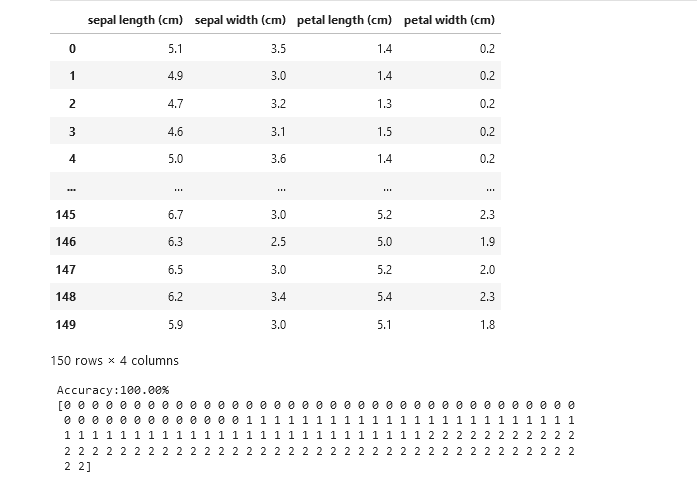 sepal length (cm) sepal width (cm) petal length (cm) petal width (cm)
0 5.1 3.5 1.4 0.2
1 4.9 3.0 1.4 0.2
2 4.7 3.2 1.3 0.2
3 4.6 3.1 1.5 0.2
4 5.0 3.6 1.4 0.2
... ... ... ... ...
145 6.7 3.0 5.2 2.3
146 6.3 2.5 5.0 1.9
147 6.5 3.0 5.2 2.0
148 6.2 3.4 5.4 2.3
149 5.9 3.0 5.1 1.8
150 rows × 4 columns
Accuracy:100.00%
[0 0 0 0 0 0 0 0 0 0 0 0 0 0 0 0 0 0 0 0 0 0 0 0 0 0 0 0 0 0 0 0 0 0 0 0 0
0 0 0 0 0 0 0 0 0 0 0 0 0 1 1 1 1 1 1 1 1 1 1 1 1 1 1 1 1 1 1 1 1 1 1 1 1
1 1 1 1 1 1 1 1 1 1 1 1 1 1 1 1 1 1 1 1 1 1 1 1 1 1 2 2 2 2 2 2 2 2 2 2 2
2 2 2 2 2 2 2 2 2 2 2 2 2 2 2 2 2 2 2 2 2 2 2 2 2 2 2 2 2 2 2 2 2 2 2 2 2
2 2]